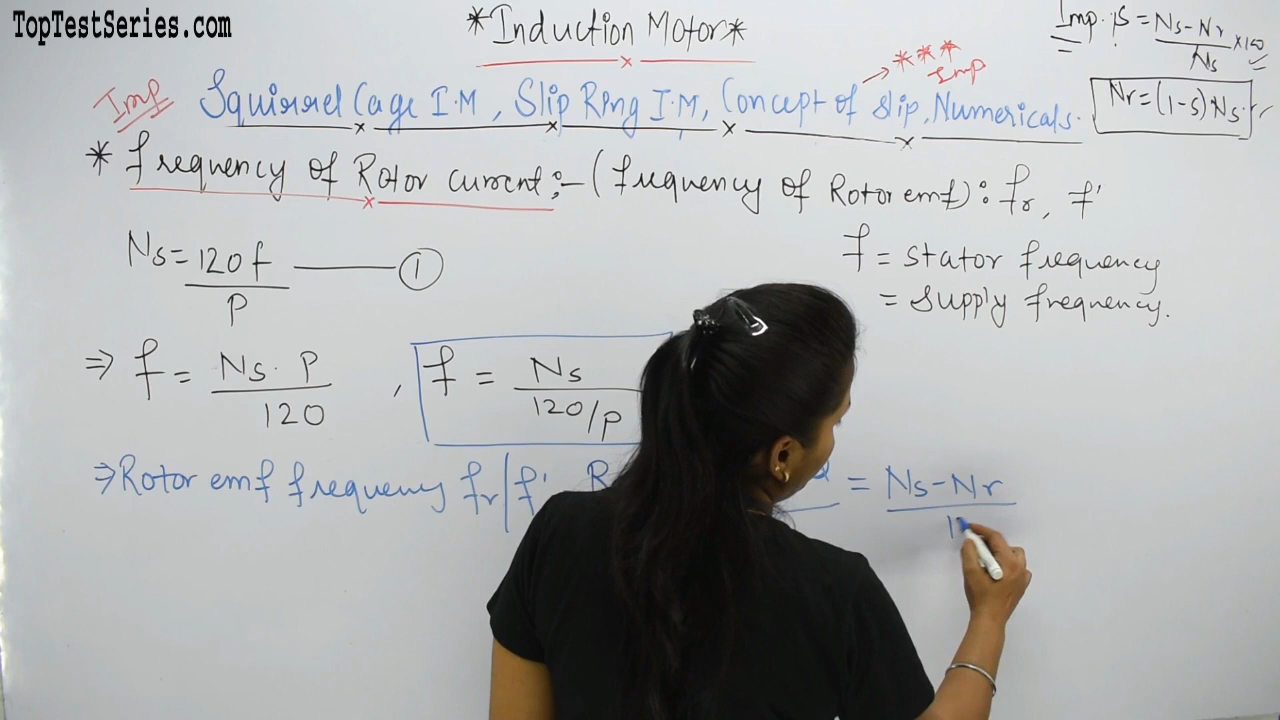 TopTestSeries.com
*Induction Motor*
Imp. %S = Ns-Nr/Ns ×100
Nr=(1-s)Ns.
*** Imp
Imp Squirrel Cage I.M, Slip Ring I.M, Concept of slip, Numericals.
* frequency of Rotor current:- (frequency of Rotor emf): fr, f'
Ns=120f/P ① 
f = stator frequency
= supply frequency.
⇒ f = Ns. P/120 , f = Ns/120/P
⇒Rotor emf frequency fr|f' = Ns-Nr/